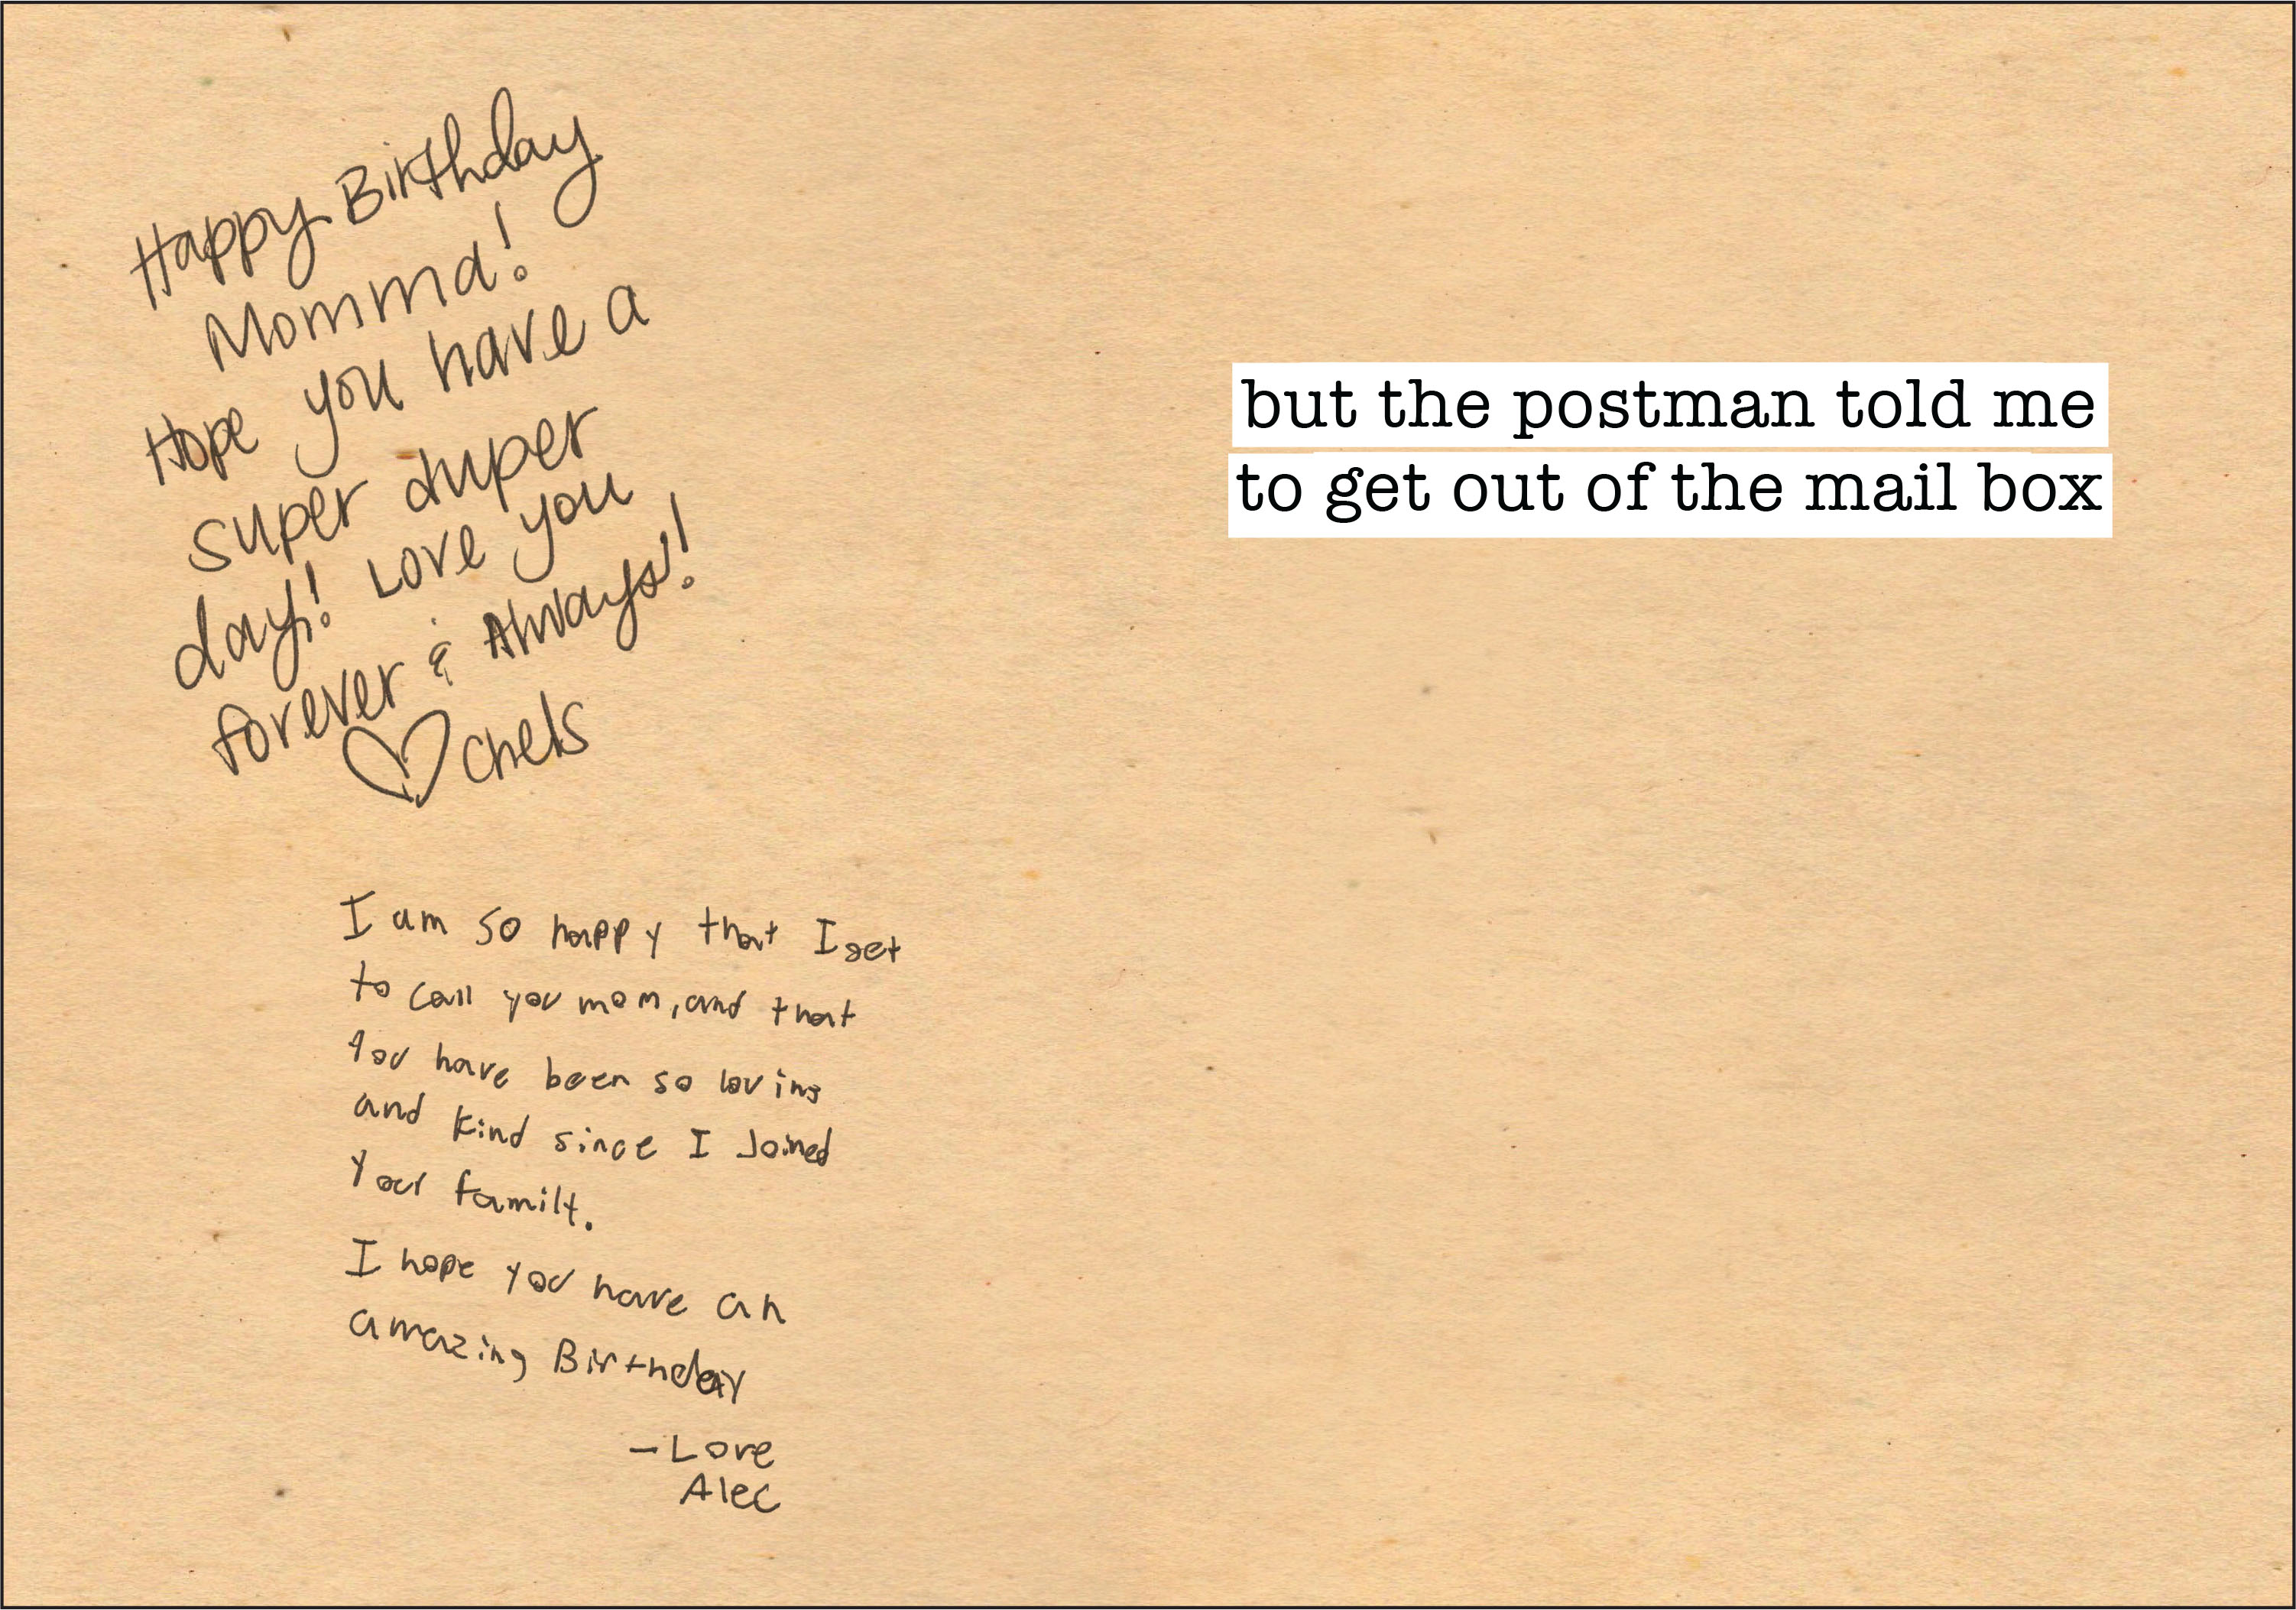 Happy Birthday
Momma!
Hope you have a
super duper
day! Love you
forever & Always!
♡ Chels
I am so happy that I get
to call you mom, and that
you have been so loving
and kind since I Joined
Your familt.
I hope you have an
amazing Birthday
- Love
Alec
but the postman told me
to get out of the mail box